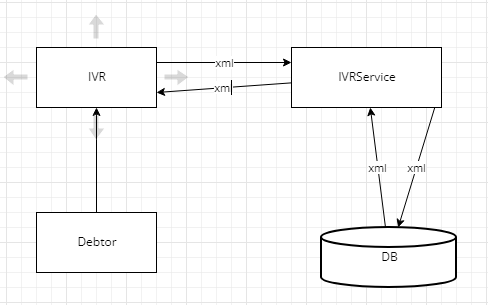 IVR
xml
xml
IVRService
xml
xml
Debtor
DB